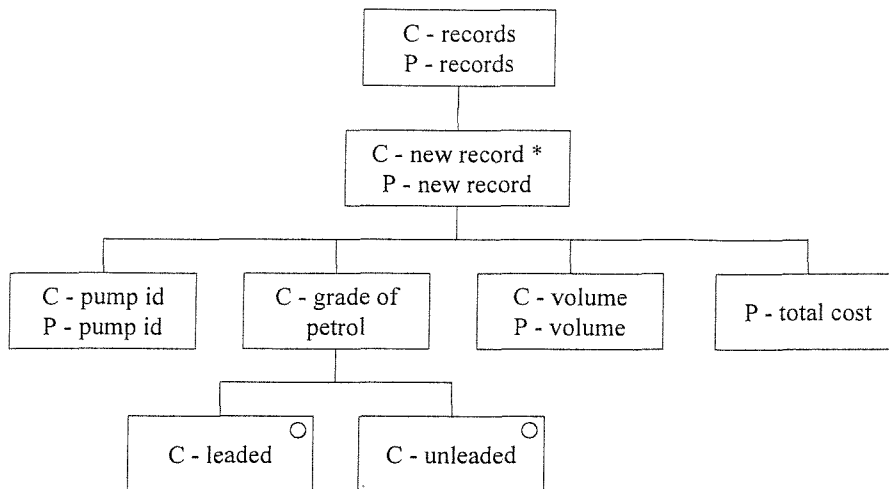 C - records
P - records
C - new record *
P - new record
C - pump id
P - pump id
C - grade of
petrol
C - volume
P - volume
P - total cost
C - leaded
C - unleaded